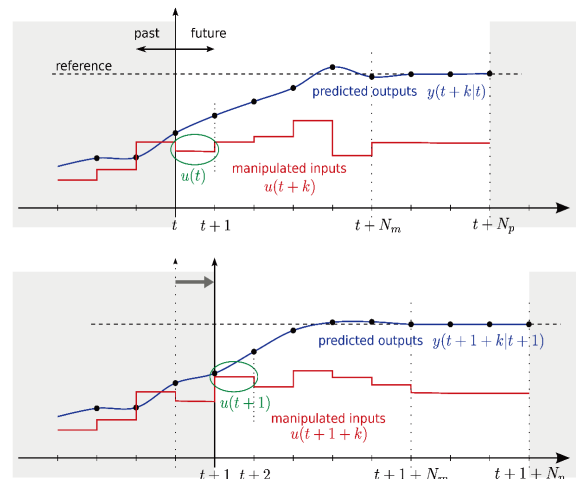 past future
reference
predicted outputs y(t+k|t)
manipulated inputs
u(t)
u(t+k)
t t+1 t+N_m t+N_p
predicted outputs y(t+1+k|t+1)
u(t+1)
manipulated inputs
u(t+1+k)
t+1 t+2 t+1+N_m t+1+N_p